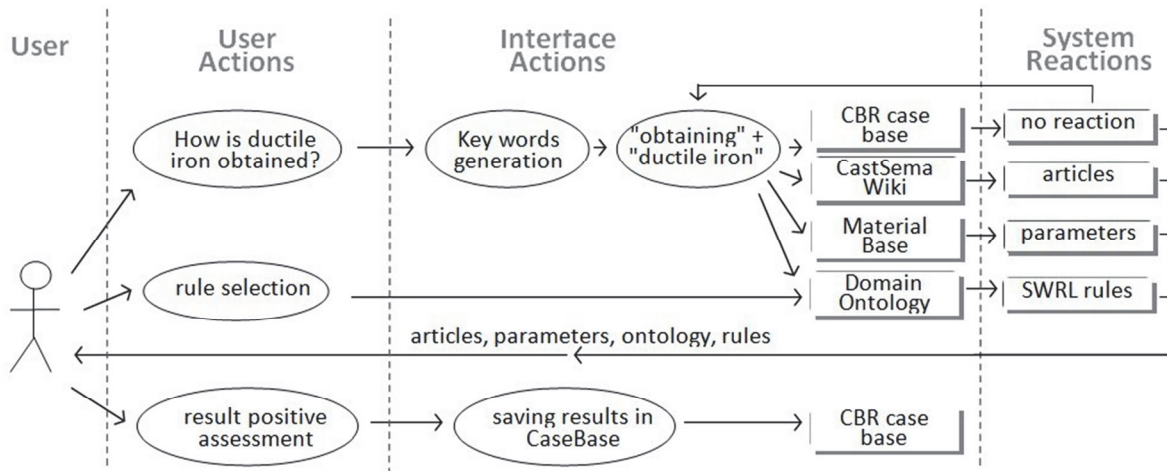 User
User
Actions
Interface
Actions
System
Reactions
How is ductile
iron obtained?
Key words
generation
"obtaining" +
"ductile iron"
CBR case
base
no reaction
CastSema
Wiki
articles
Material
Base
parameters
rule selection
Domain
Ontology
SWRL rules
articles, parameters, ontology, rules
result positive
assessment
saving results in
CaseBase
CBR case
base